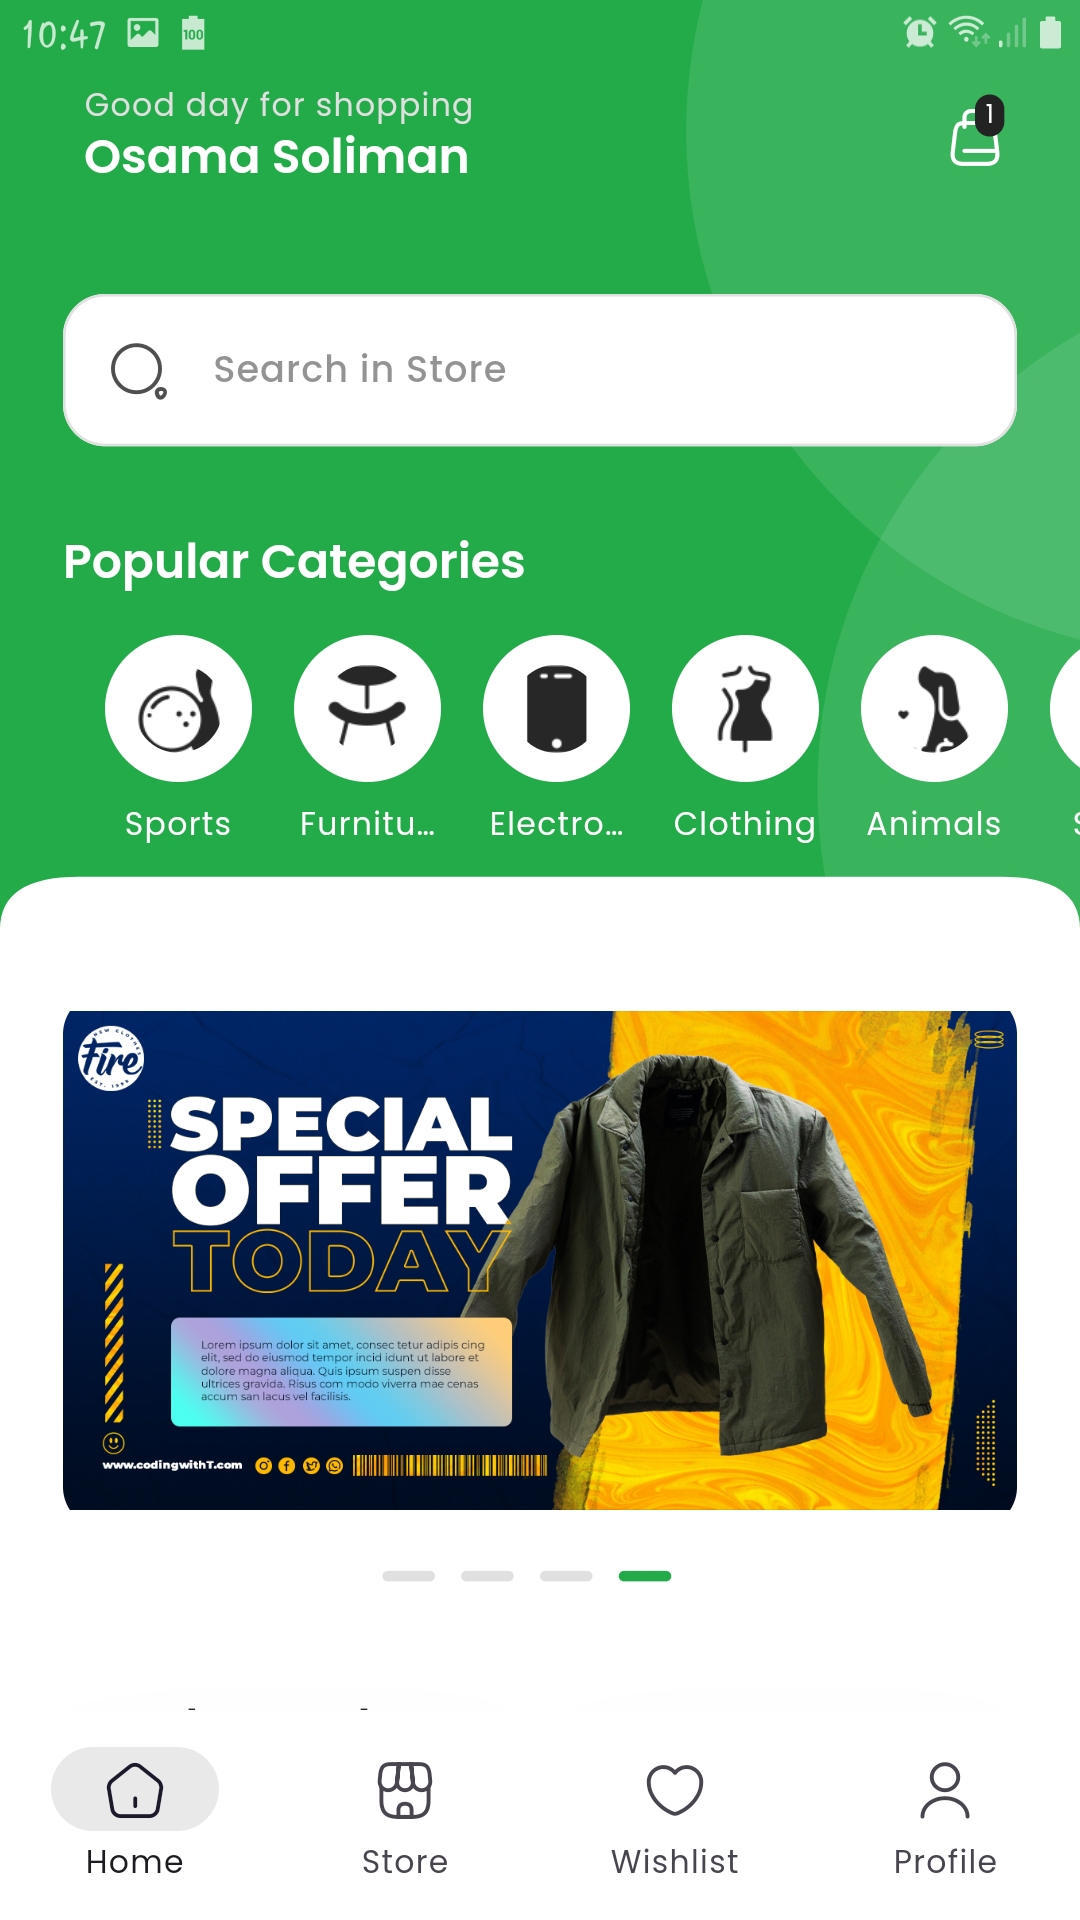 10:47
100
Good day for shopping
Osama Soliman
1
Search in Store
Popular Categories
Sports
Furnitu...
Electro...
Clothing
Animals
S
NEW CLOTHES
Fire
EST. 1998
SPECIAL
OFFER
TODAY
Lorem ipsum dolor sit amet, consec tetur adipis cing
elit, sed do eiusmod tempor incid idunt ut labore et
dolore magna aliqua. Quis ipsum suspen disse
ultrices gravida. Risus com modo viverra mae cenas
accum san lacus vel facilisis.
www.codingwithT.com
Home
Store
Wishlist
Profile